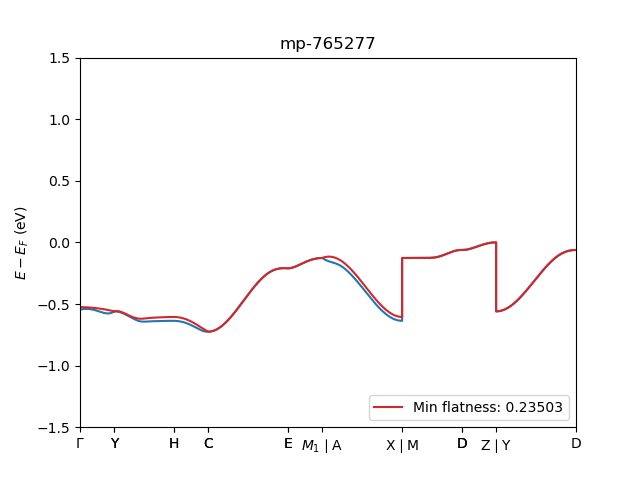 mp-765277
E − E_F (eV)
1.5
1.0
0.5
0.0
−0.5
−1.0
−1.5
Min flatness: 0.23503
Γ Y H C E M₁ | A X | M D Z | Y D